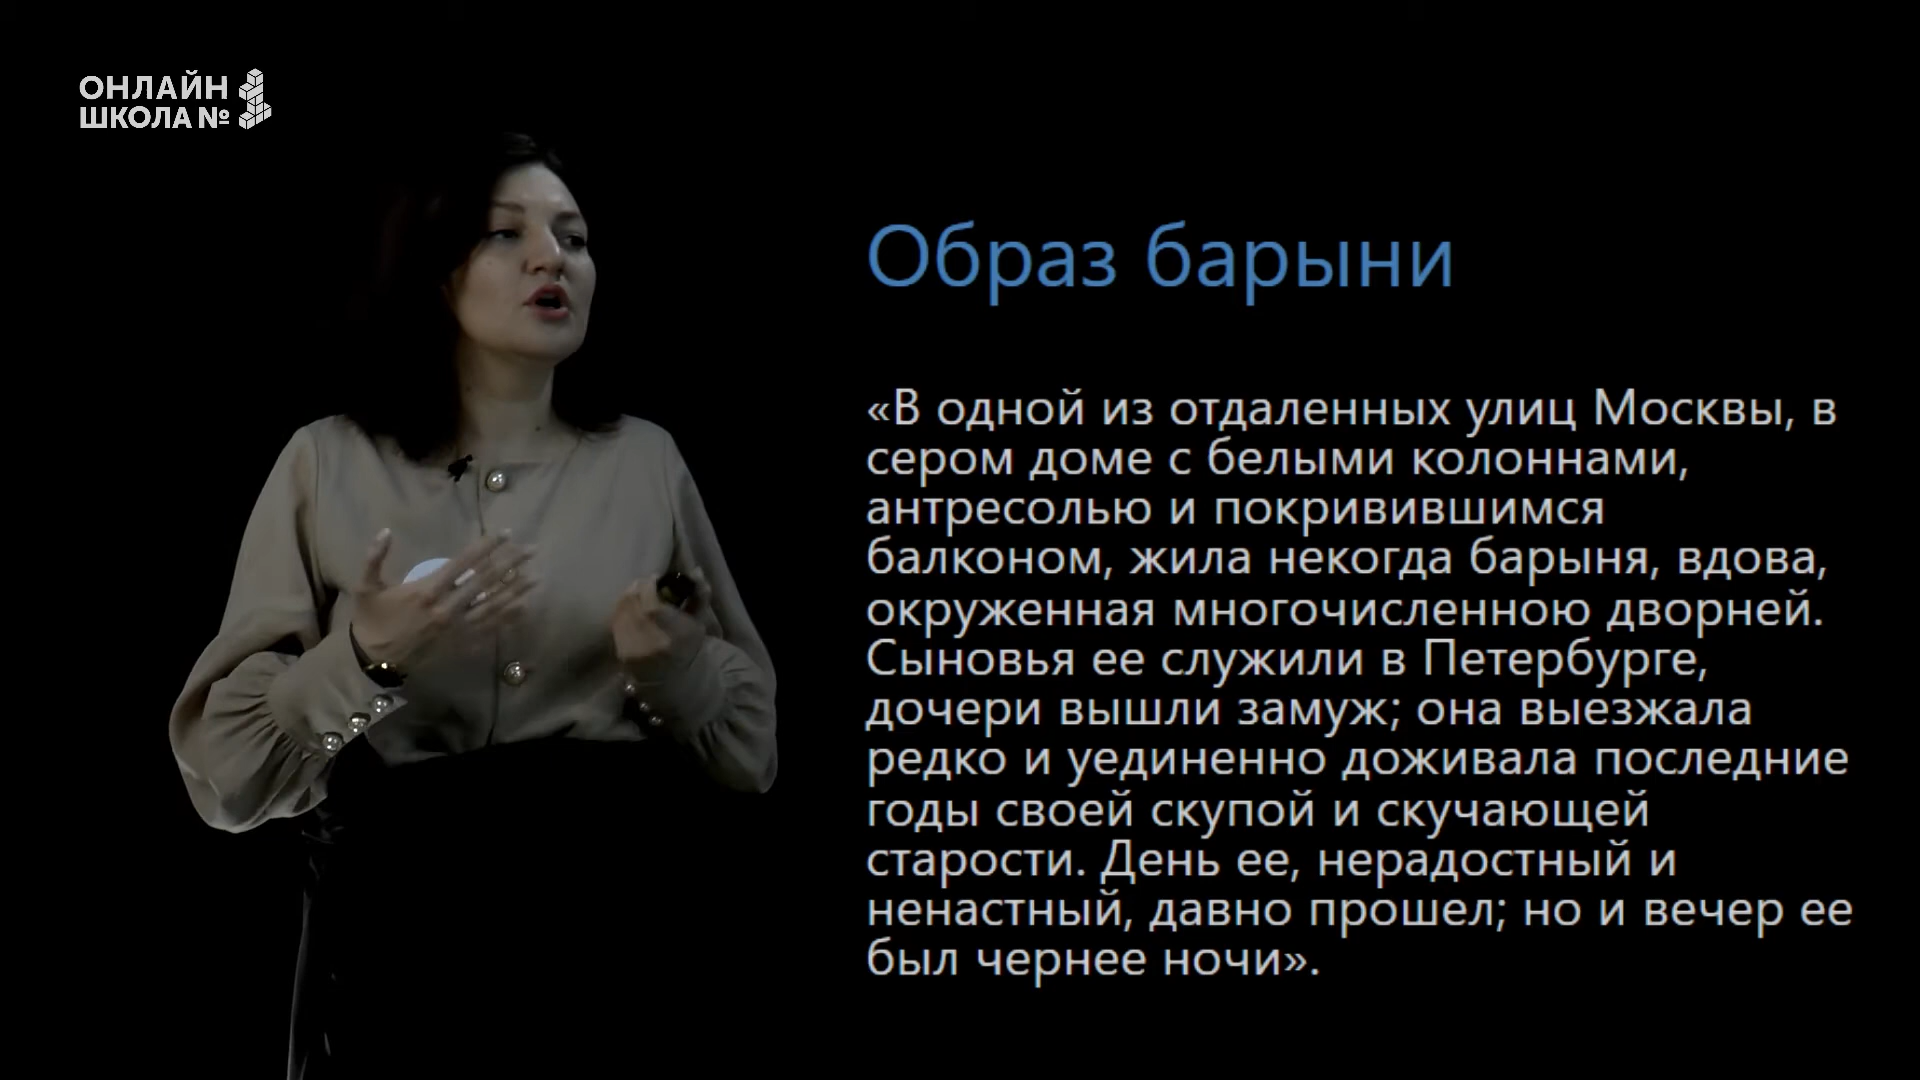 ОНЛАЙН
ШКОЛА №
Образ барыни
«В одной из отдаленных улиц Москвы, в
сером доме с белыми колоннами,
антресолью и покривившимся
балконом, жила некогда барыня, вдова,
окруженная многочисленною дворней.
Сыновья ее служили в Петербурге,
дочери вышли замуж; она выезжала
редко и уединенно доживала последние
годы своей скупой и скучающей
старости. День ее, нерадостный и
ненастный, давно прошел; но и вечер ее
был чернее ночи».